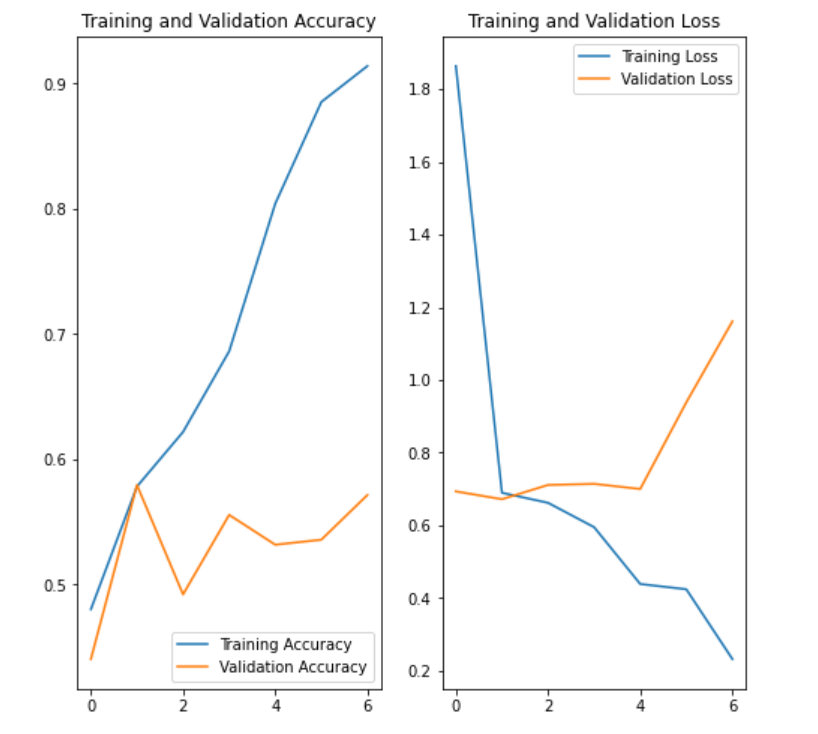 Training and Validation Accuracy
0.9
0.8
0.7
0.6
0.5
Training Accuracy
Validation Accuracy
0 2 4 6
Training and Validation Loss
Training Loss
Validation Loss
1.8
1.6
1.4
1.2
1.0
0.8
0.6
0.4
0.2
0 2 4 6